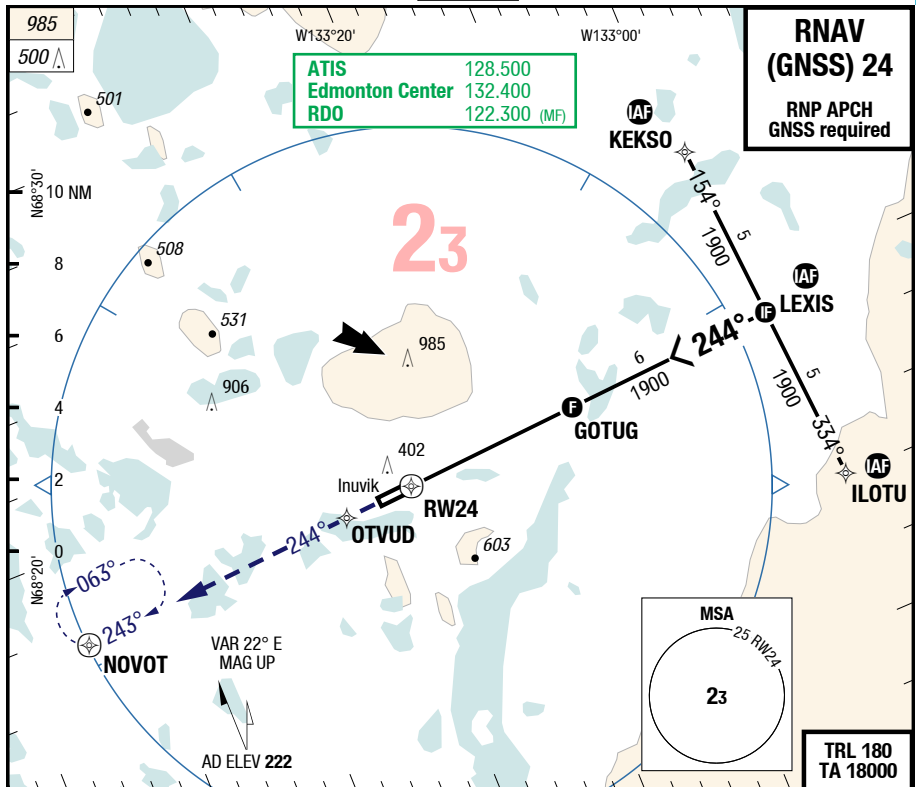 985
500
501
W133°20'
W133°00'
RNAV
(GNSS) 24
RNP APCH
GNSS required
ATIS 128.500
Edmonton Center 132.400
RDO 122.300 (MF)
IAF
KEKSO
N68°30'
10 NM
154°
5
1900
23
508
8
IAF
LEXIS
IF
244°
531
6
985
6
1900
5
1900
334°
906
4
F
GOTUG
402
2
Inuvik
RW24
IAF
ILOTU
OTVUD
244°
603
0
N68°20'
063°
243°
NOVOT
VAR 22° E
MAG UP
AD ELEV 222
MSA
25 RW24
23
TRL 180
TA 18000